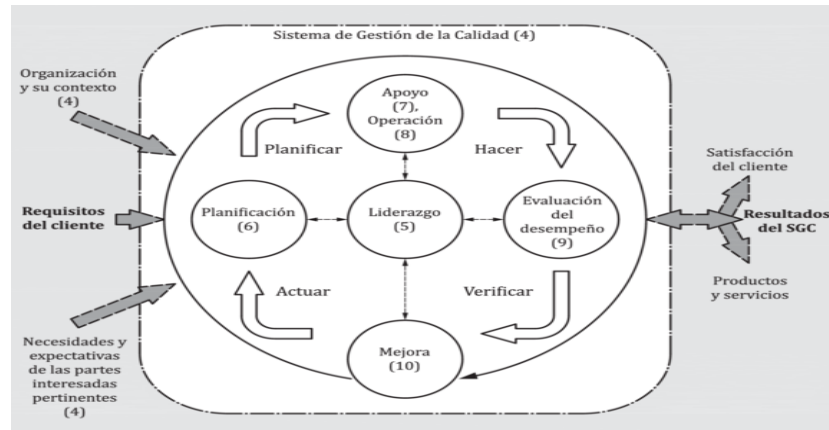 Sistema de Gestión de la Calidad (4)
Organización
y su contexto
(4)
Apoyo
(7),
Operación
(8)
Planificar
Hacer
Satisfacción
del cliente
Requisitos
del cliente
Planificación
(6)
Liderazgo
(5)
Evaluación
del
desempeño
(9)
Resultados
del SGC
Actuar
Verificar
Productos
y servicios
Necesidades y
expectativas
de las partes
interesadas
pertinentes
(4)
Mejora
(10)